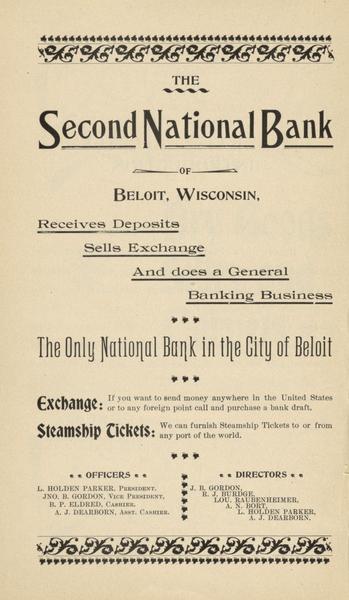 THE
Second National Bank
OF
BELOIT, WISCONSIN,
Receives Deposits
Sells Exchange
And does a General
Banking Business
The Only National Bank in the City of Beloit
Exchange: If you want to send money anywhere in the United States
or to any foreign point call and purchase a bank draft.
Steamship Tickets: We can furnish Steamship Tickets to or from
any port of the world.
OFFICERS
L. HOLDEN PARKER, PRESIDENT.
JNO. B. GORDON, VICE PRESIDENT,
B. P. ELDRED, CASHIER.
A. J. DEARBORN, ASST. CASHIER.
DIRECTORS
J. B. GORDON,
R. J. BURDGE,
LOU. RAUBENHEIMER,
A. N. BORT,
L. HOLDEN PARKER,
A. J. DEARBORN.